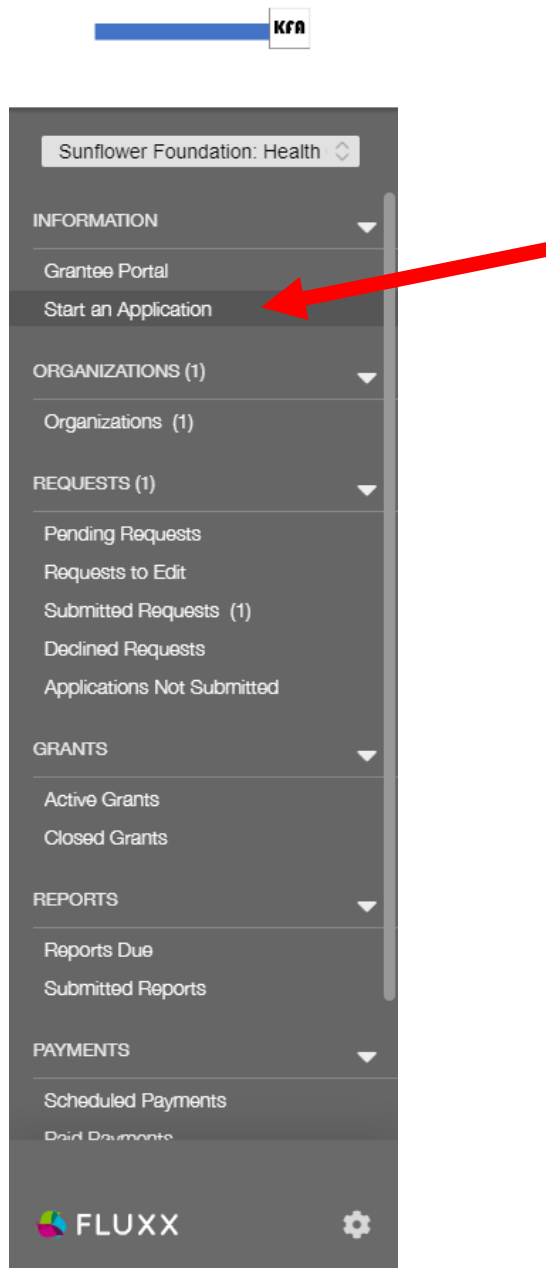 KFA
Sunflower Foundation: Health
INFORMATION
Grantee Portal
Start an Application
ORGANIZATIONS (1)
Organizations (1)
REQUESTS (1)
Pending Requests
Requests to Edit
Submitted Requests (1)
Declined Requests
Applications Not Submitted
GRANTS
Active Grants
Closed Grants
REPORTS
Reports Due
Submitted Reports
PAYMENTS
Scheduled Payments
Paid Payments
FLUXX